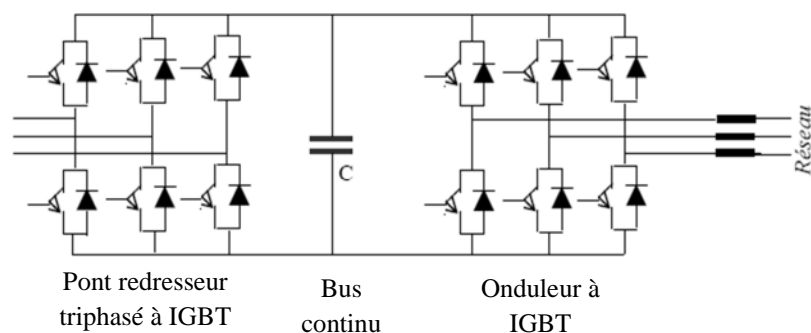 C
Réseau
Pont redresseur
triphasé à IGBT
Bus
continu
Onduleur à
IGBT